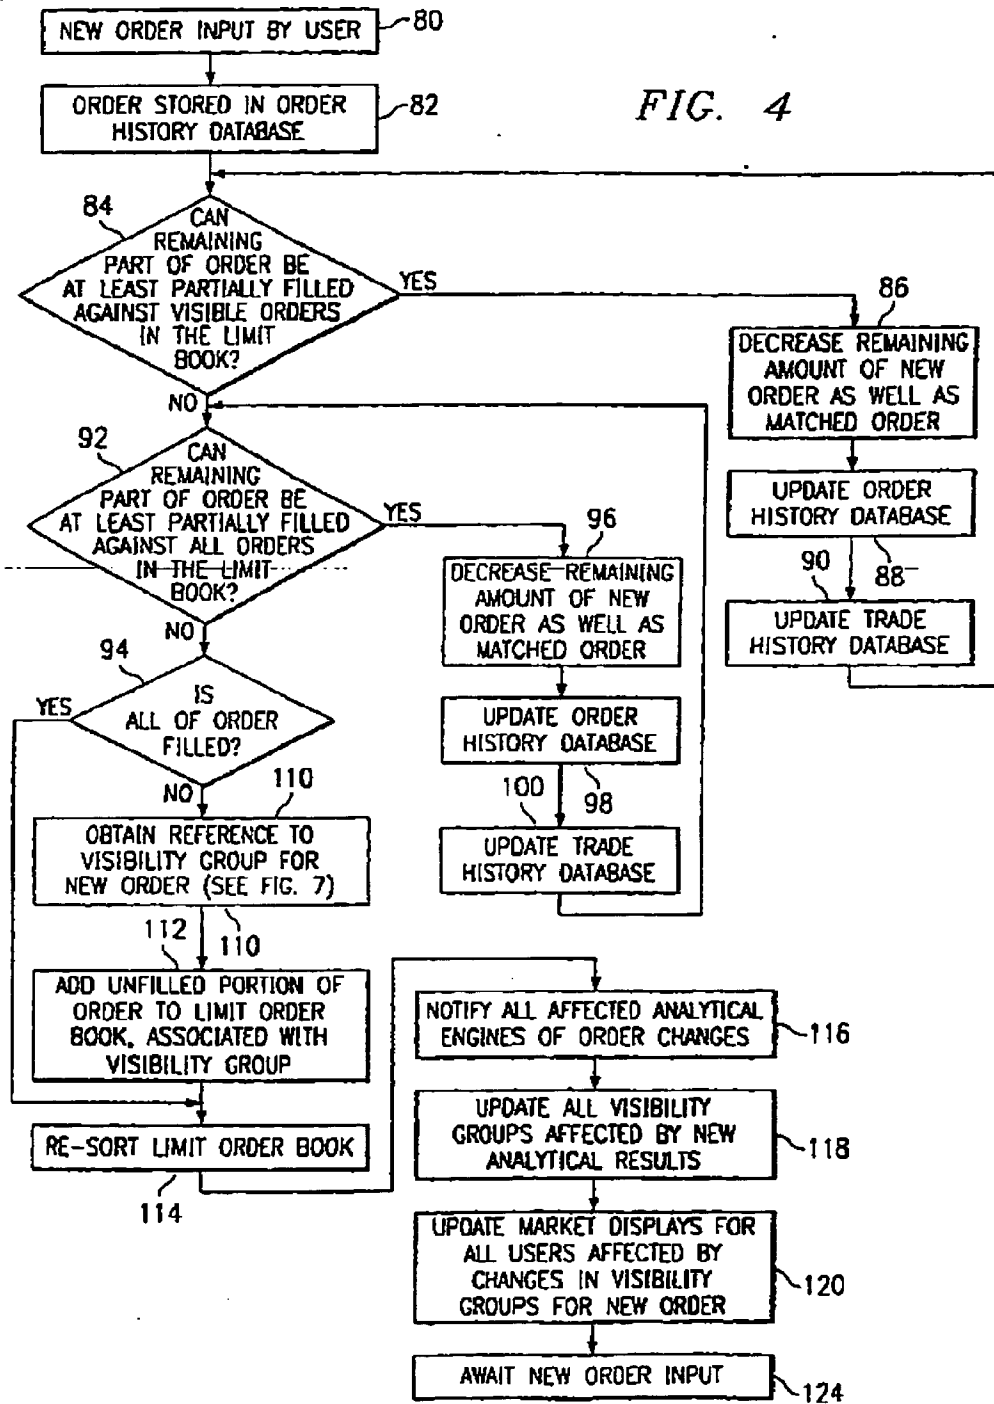 NEW ORDER INPUT BY USER
80
ORDER STORED IN ORDER
HISTORY DATABASE
82
FIG. 4
84
CAN
REMAINING
PART OF ORDER BE
AT LEAST PARTIALLY FILLED
AGAINST VISIBLE ORDERS
IN THE LIMIT
BOOK?
YES
NO
86
DECREASE REMAINING
AMOUNT OF NEW
ORDER AS WELL AS
MATCHED ORDER
UPDATE ORDER
HISTORY DATABASE
88
90
UPDATE TRADE
HISTORY DATABASE
92
CAN
REMAINING
PART OF ORDER BE
AT LEAST PARTIALLY FILLED
AGAINST ALL ORDERS
IN THE LIMIT
BOOK?
YES
NO
96
DECREASE REMAINING
AMOUNT OF NEW
ORDER AS WELL AS
MATCHED ORDER
UPDATE ORDER
HISTORY DATABASE
98
100
UPDATE TRADE
HISTORY DATABASE
94
IS
ALL OF ORDER
FILLED?
YES
NO
110
OBTAIN REFERENCE TO
VISIBILITY GROUP FOR
NEW ORDER (SEE FIG. 7)
110
112
ADD UNFILLED PORTION OF
ORDER TO LIMIT ORDER
BOOK, ASSOCIATED WITH
VISIBILITY GROUP
RE-SORT LIMIT ORDER BOOK
114
NOTIFY ALL AFFECTED ANALYTICAL
ENGINES OF ORDER CHANGES
116
UPDATE ALL VISIBILITY
GROUPS AFFECTED BY NEW
ANALYTICAL RESULTS
118
UPDATE MARKET DISPLAYS FOR
ALL USERS AFFECTED BY
CHANGES IN VISIBILITY
GROUPS FOR NEW ORDER
120
AWAIT NEW ORDER INPUT
124